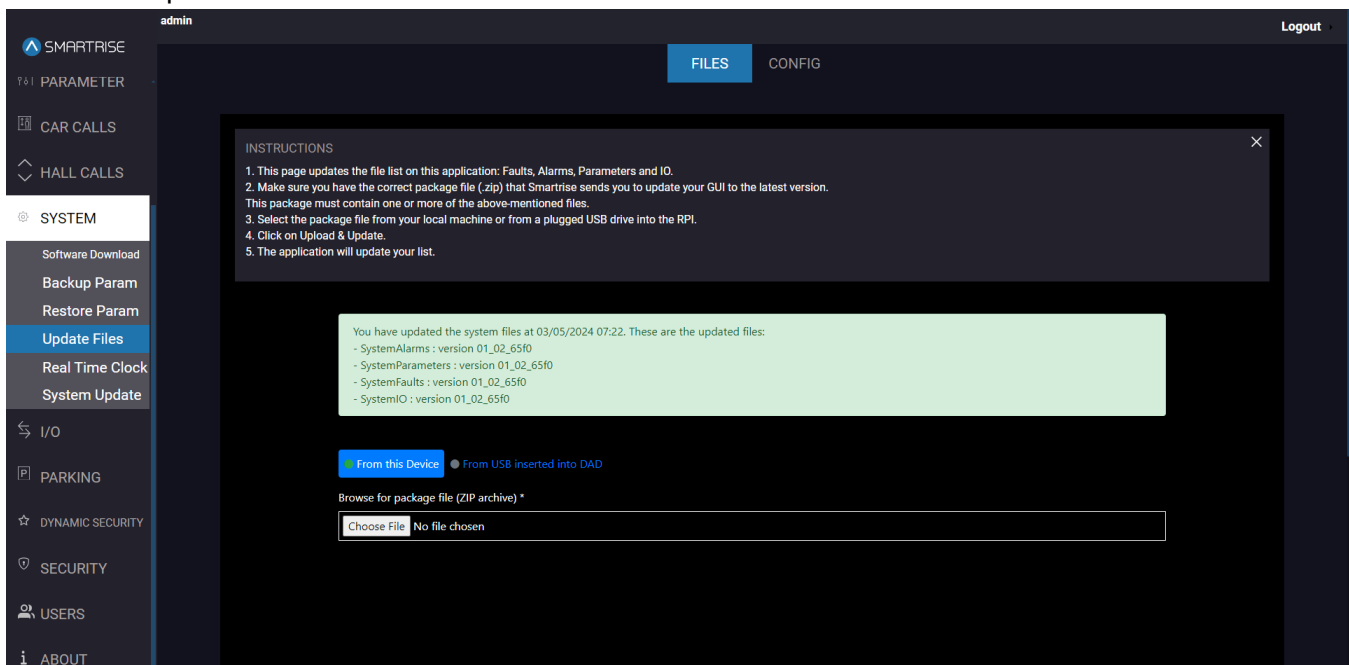 admin
Logout
SMARTRISE
PARAMETER
CAR CALLS
HALL CALLS
SYSTEM
Software Download
Backup Param
Restore Param
Update Files
Real Time Clock
System Update
I/O
PARKING
DYNAMIC SECURITY
SECURITY
USERS
ABOUT
FILES CONFIG
INSTRUCTIONS
1. This page updates the file list on this application: Faults, Alarms, Parameters and IO.
2. Make sure you have the correct package file (.zip) that Smartrise sends you to update your GUI to the latest version.
This package must contain one or more of the above-mentioned files.
3. Select the package file from your local machine or from a plugged USB drive into the RPI.
4. Click on Upload & Update.
5. The application will update your list.
You have updated the system files at 03/05/2024 07:22. These are the updated files:
- SystemAlarms : version 01_02_65f0
- SystemParameters : version 01_02_65f0
- SystemFaults : version 01_02_65f0
- SystemIO : version 01_02_65f0
From this Device From USB inserted into DAD
Browse for package file (ZIP archive) *
Choose File No file chosen